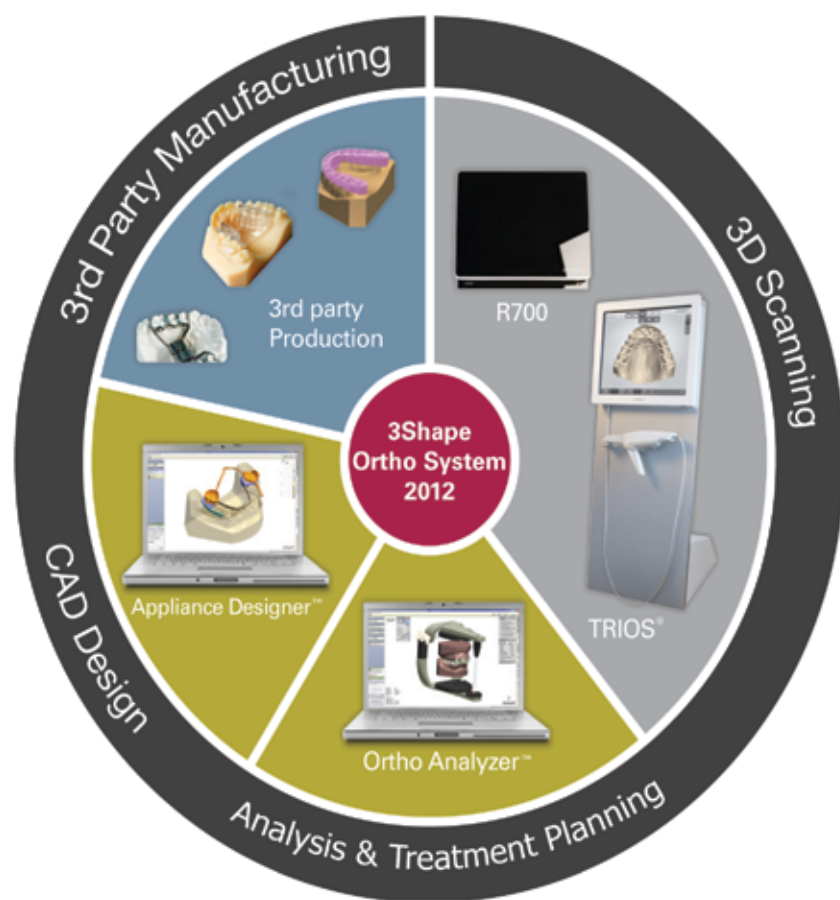 3rd Party Manufacturing
3D Scanning
R700
3rd party
Production
3Shape
Ortho System
2012
TRIOS®
Appliance Designer™
Ortho Analyzer™
CAD Design
Analysis & Treatment Planning